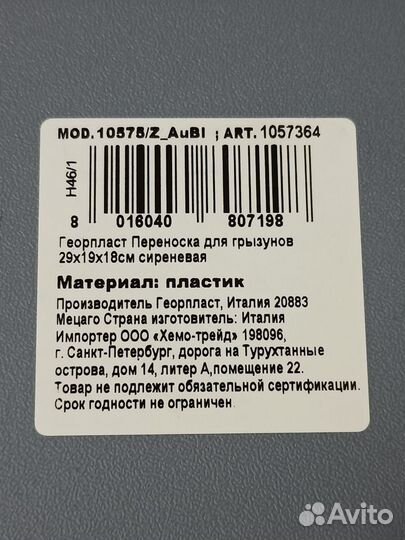 MOD.10575/Z_AuBl ; ART.1057364
H46/1
8 016040 807198
Георпласт Переноска для грызунов
29x19x18см сиреневая
Материал: пластик
Производитель Георпласт, Италия 20883
Мецаго Страна изготовитель: Италия
Импортер ООО «Хемо-трейд» 198096,
г. Санкт-Петербург, дорога на Турухтанные
острова, дом 14, литер А,помещение 22.
Товар не подлежит обязательной сертификации.
Срок годности не ограничен.
Avito